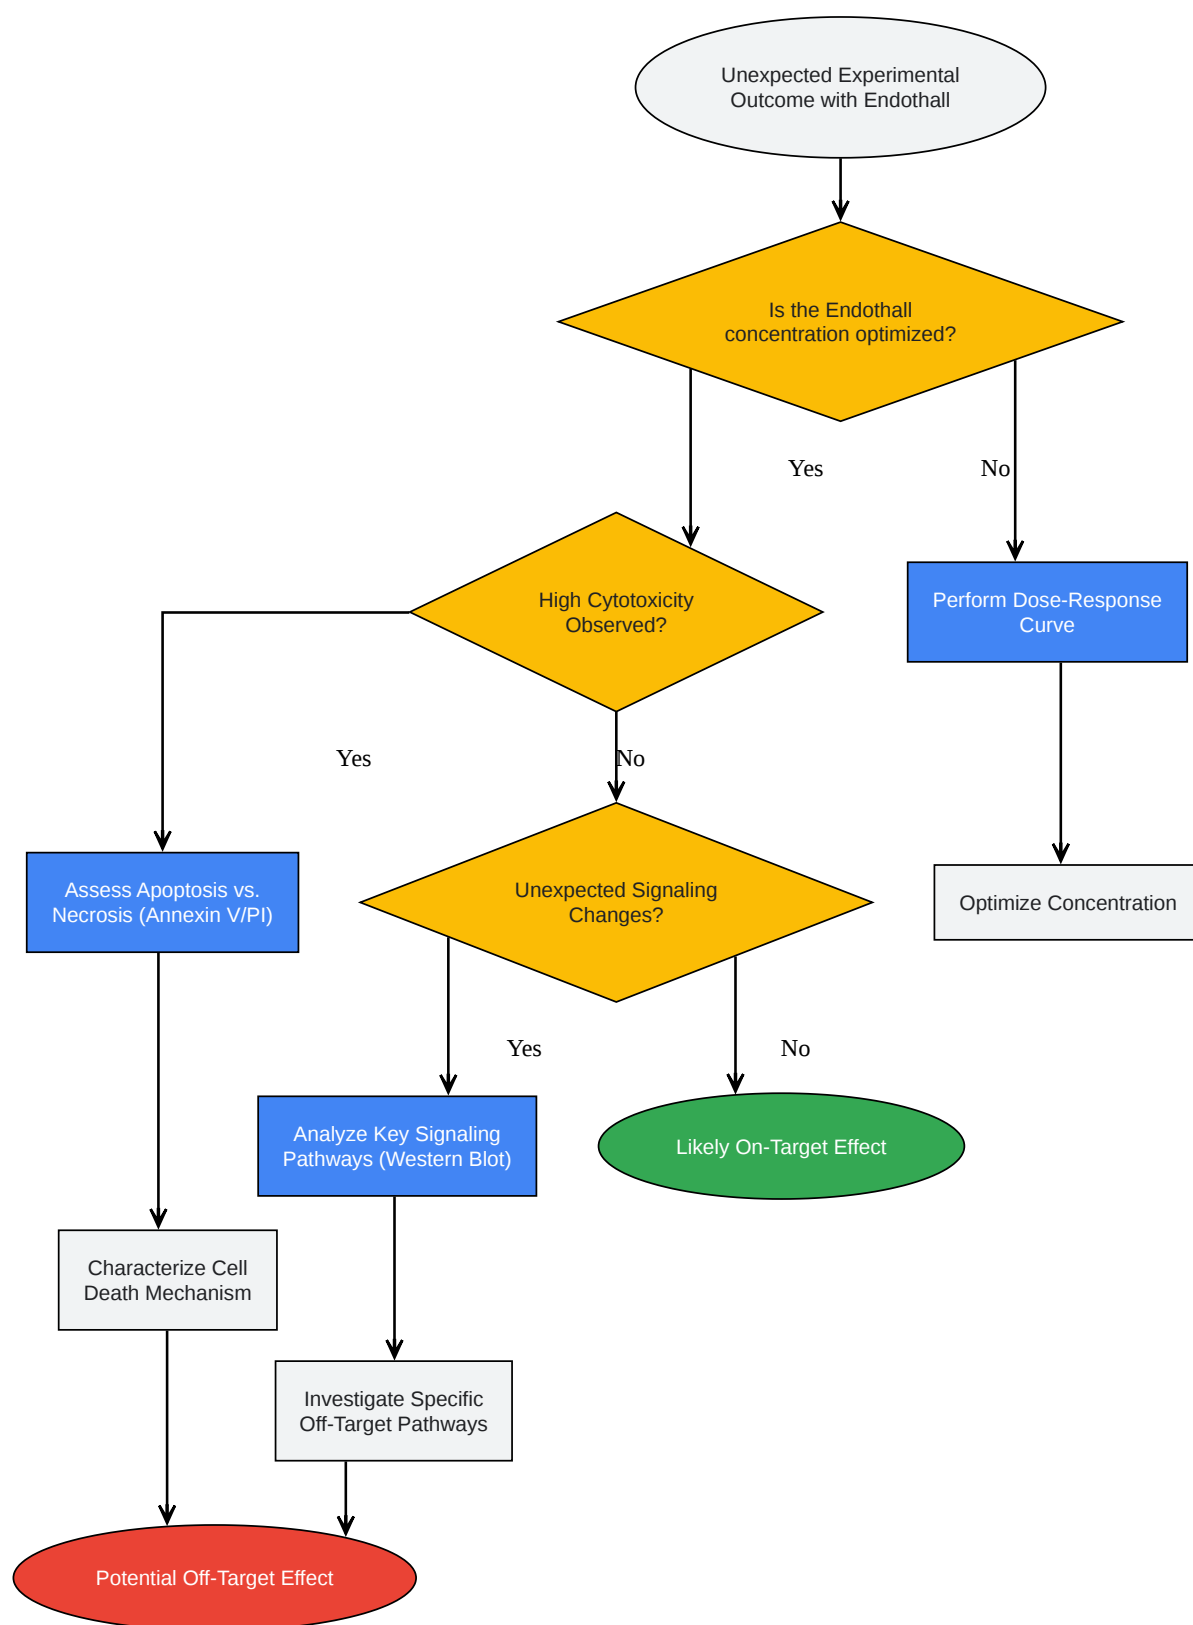 Unexpected Experimental
Outcome with Endothall
Is the Endothall
concentration optimized?
Yes
No
High Cytotoxicity
Observed?
Perform Dose-Response
Curve
Yes
No
Assess Apoptosis vs.
Necrosis (Annexin V/PI)
Unexpected Signaling
Changes?
Optimize Concentration
Yes
No
Analyze Key Signaling
Pathways (Western Blot)
Likely On-Target Effect
Characterize Cell
Death Mechanism
Investigate Specific
Off-Target Pathways
Potential Off-Target Effect